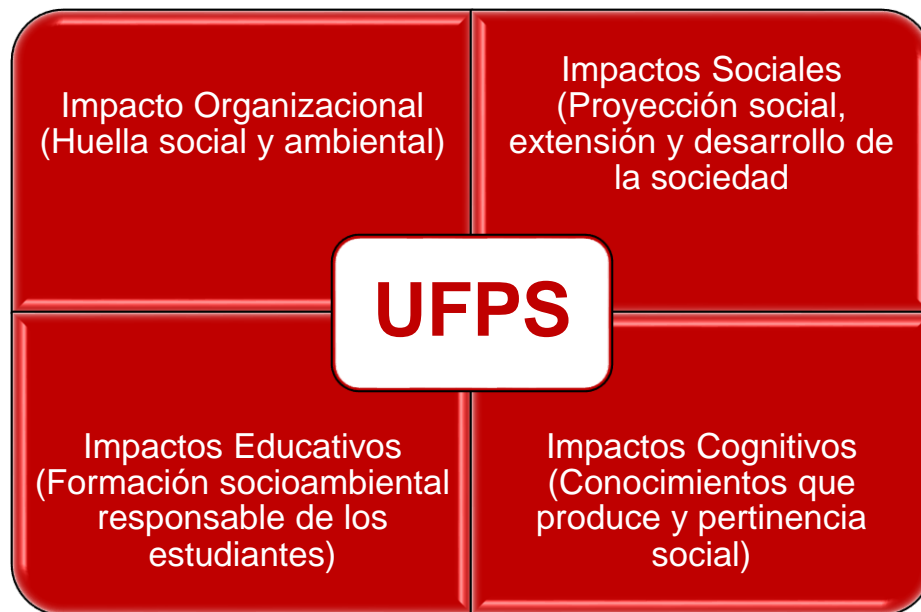 Impacto Organizacional
(Huella social y ambiental)
Impactos Sociales
(Proyección social,
extensión y desarrollo de
la sociedad
UFPS
Impactos Educativos
(Formación socioambiental
responsable de los
estudiantes)
Impactos Cognitivos
(Conocimientos que
produce y pertinencia
social)